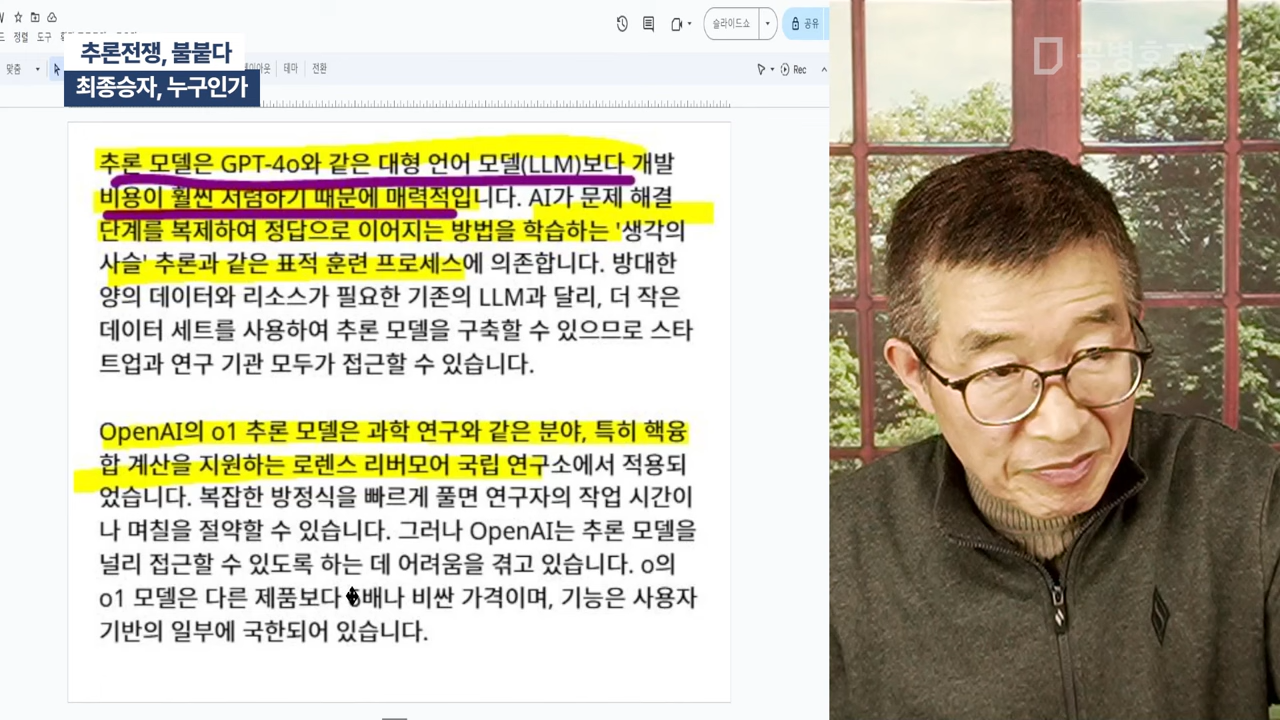 정렬 도구
슬라이드쇼
공유
추론전쟁, 불붙다
최종승자, 누구인가
맞춤
테마
전환
Rec
공병호
추론 모델은 GPT-4o와 같은 대형 언어 모델(LLM)보다 개발
비용이 훨씬 저렴하기 때문에 매력적입니다. AI가 문제 해결
단계를 복제하여 정답으로 이어지는 방법을 학습하는 '생각의
사슬' 추론과 같은 표적 훈련 프로세스에 의존합니다. 방대한
양의 데이터와 리소스가 필요한 기존의 LLM과 달리, 더 작은
데이터 세트를 사용하여 추론 모델을 구축할 수 있으므로 스타
트업과 연구 기관 모두가 접근할 수 있습니다.
OpenAI의 o1 추론 모델은 과학 연구와 같은 분야, 특히 핵융
합 계산을 지원하는 로렌스 리버모어 국립 연구소에서 적용되
었습니다. 복잡한 방정식을 빠르게 풀면 연구자의 작업 시간이
나 며칠을 절약할 수 있습니다. 그러나 OpenAI는 추론 모델을
널리 접근할 수 있도록 하는 데 어려움을 겪고 있습니다. o의
o1 모델은 다른 제품보다 배나 비싼 가격이며, 기능은 사용자
기반의 일부에 국한되어 있습니다.